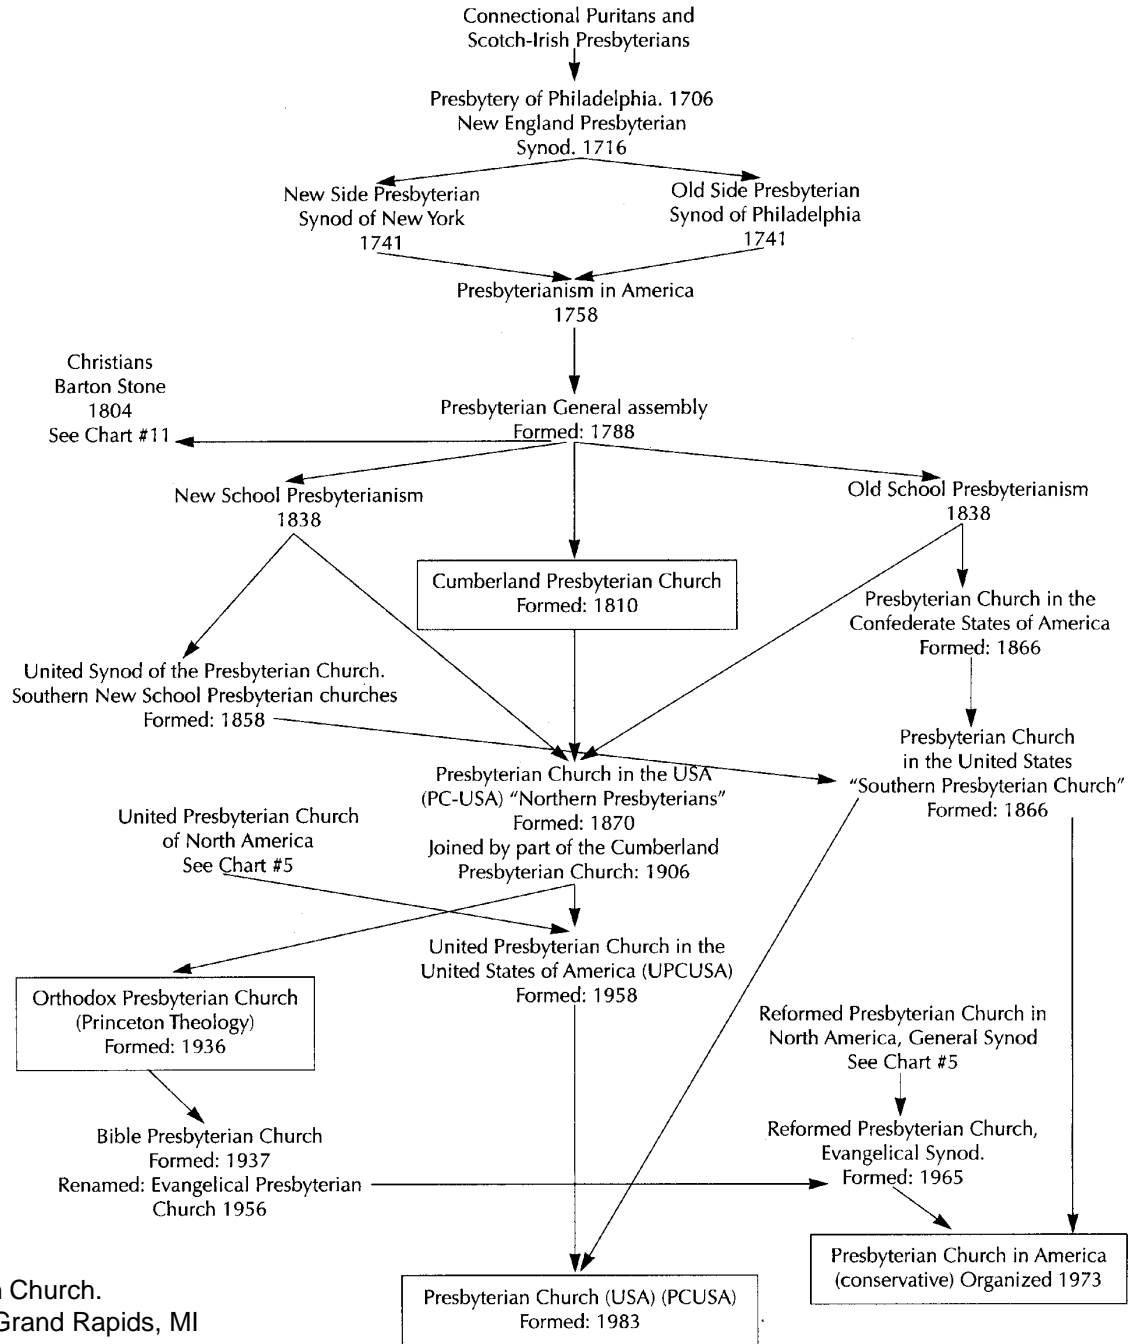 Connectional Puritans and
Scotch-Irish Presbyterians
Presbytery of Philadelphia. 1706
New England Presbyterian
Synod. 1716
New Side Presbyterian
Synod of New York
1741
Old Side Presbyterian
Synod of Philadelphia
1741
Presbyterianism in America
1758
Christians
Barton Stone
1804
See Chart #11
Presbyterian General assembly
Formed: 1788
New School Presbyterianism
1838
Old School Presbyterianism
1838
Cumberland Presbyterian Church
Formed: 1810
Presbyterian Church in the
Confederate States of America
Formed: 1866
United Synod of the Presbyterian Church.
Southern New School Presbyterian churches
Formed: 1858
Presbyterian Church
in the United States
“Southern Presbyterian Church”
Formed: 1866
Presbyterian Church in the USA
(PC-USA) “Northern Presbyterians”
Formed: 1870
Joined by part of the Cumberland
Presbyterian Church: 1906
United Presbyterian Church
of North America
See Chart #5
United Presbyterian Church in the
United States of America (UPCUSA)
Formed: 1958
Orthodox Presbyterian Church
(Princeton Theology)
Formed: 1936
Reformed Presbyterian Church in
North America, General Synod
See Chart #5
Bible Presbyterian Church
Formed: 1937
Renamed: Evangelical Presbyterian
Church 1956
Reformed Presbyterian Church,
Evangelical Synod.
Formed: 1965
Presbyterian Church in America
(conservative) Organized 1973
Presbyterian Church (USA) (PCUSA)
Formed: 1983
Church.
Grand Rapids, MI